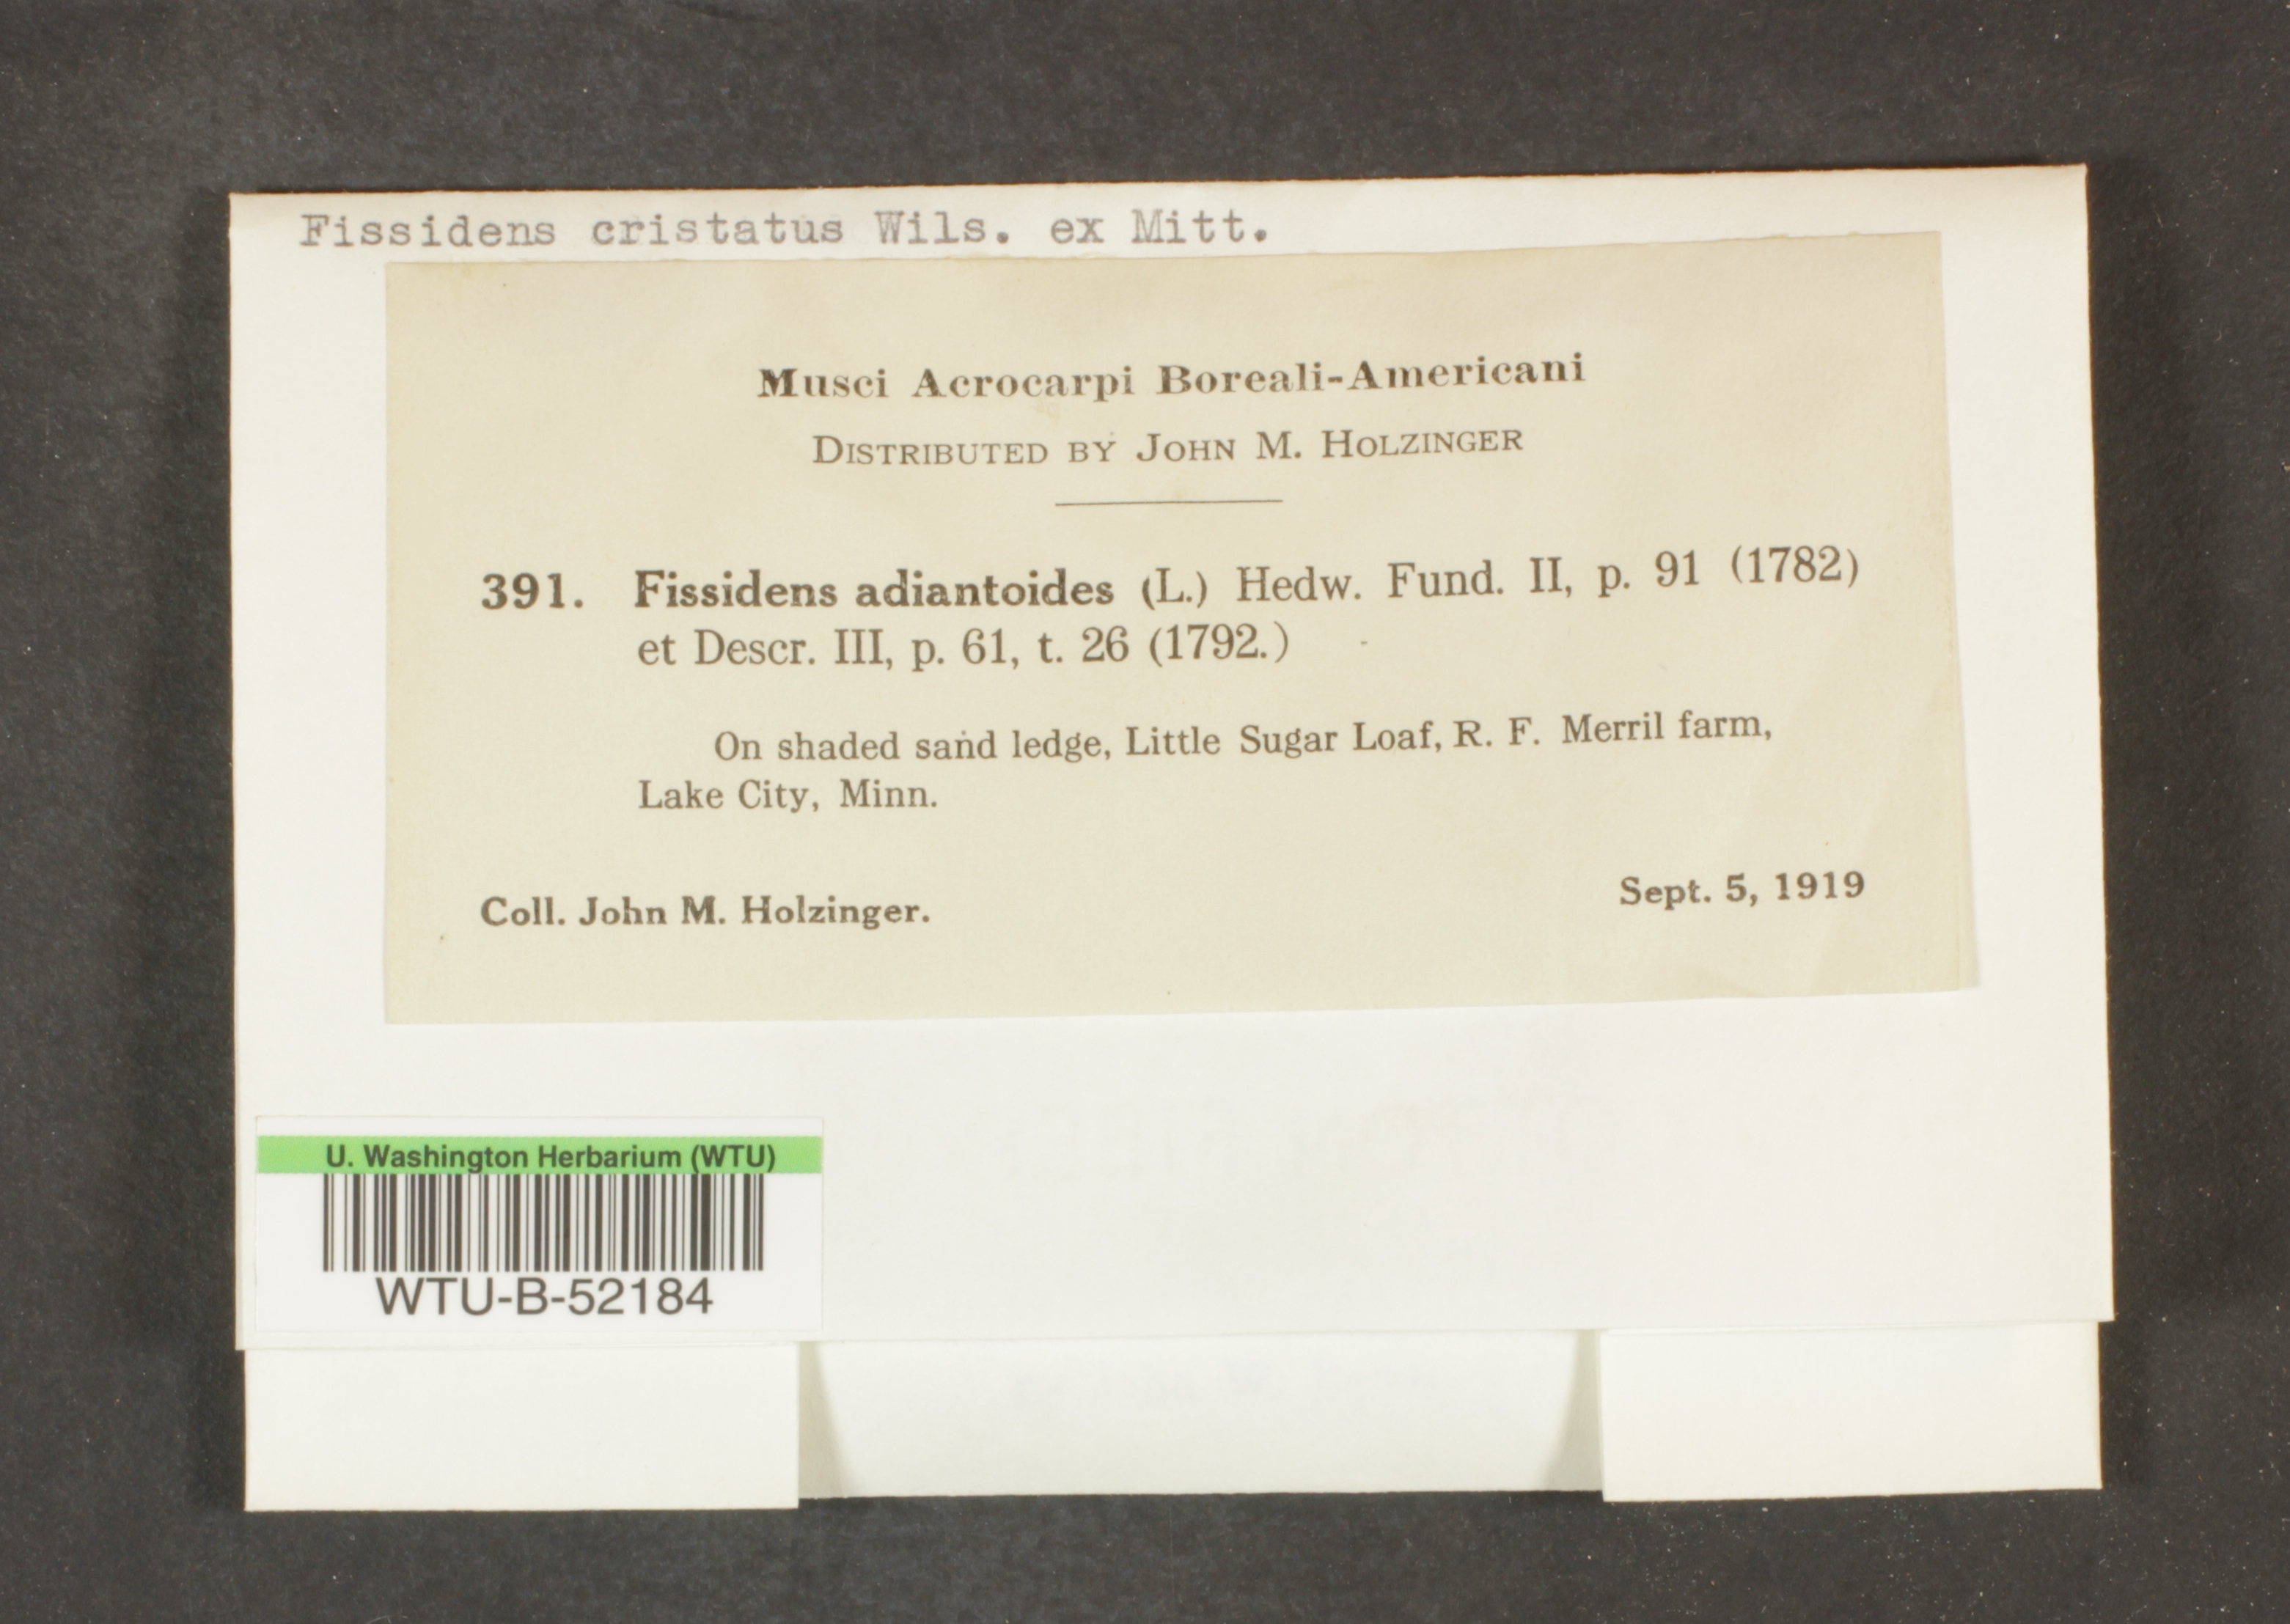 Fissidens cristatus Wils. ex Mitt.
Musci Acrocarpi Boreali-Americani
DISTRIBUTED BY JOHN M. HOLZINGER
391. Fissidens adiantoides (L.) Hedw. Fund. II, p. 91 (1782)
et Descr. III, p. 61, t. 26 (1792.)
On shaded sand ledge, Little Sugar Loaf, R. F. Merril farm,
Lake City, Minn.
Coll. John M. Holzinger.
Sept. 5, 1919
U. Washington Herbarium (WTU)
WTU-B-52184